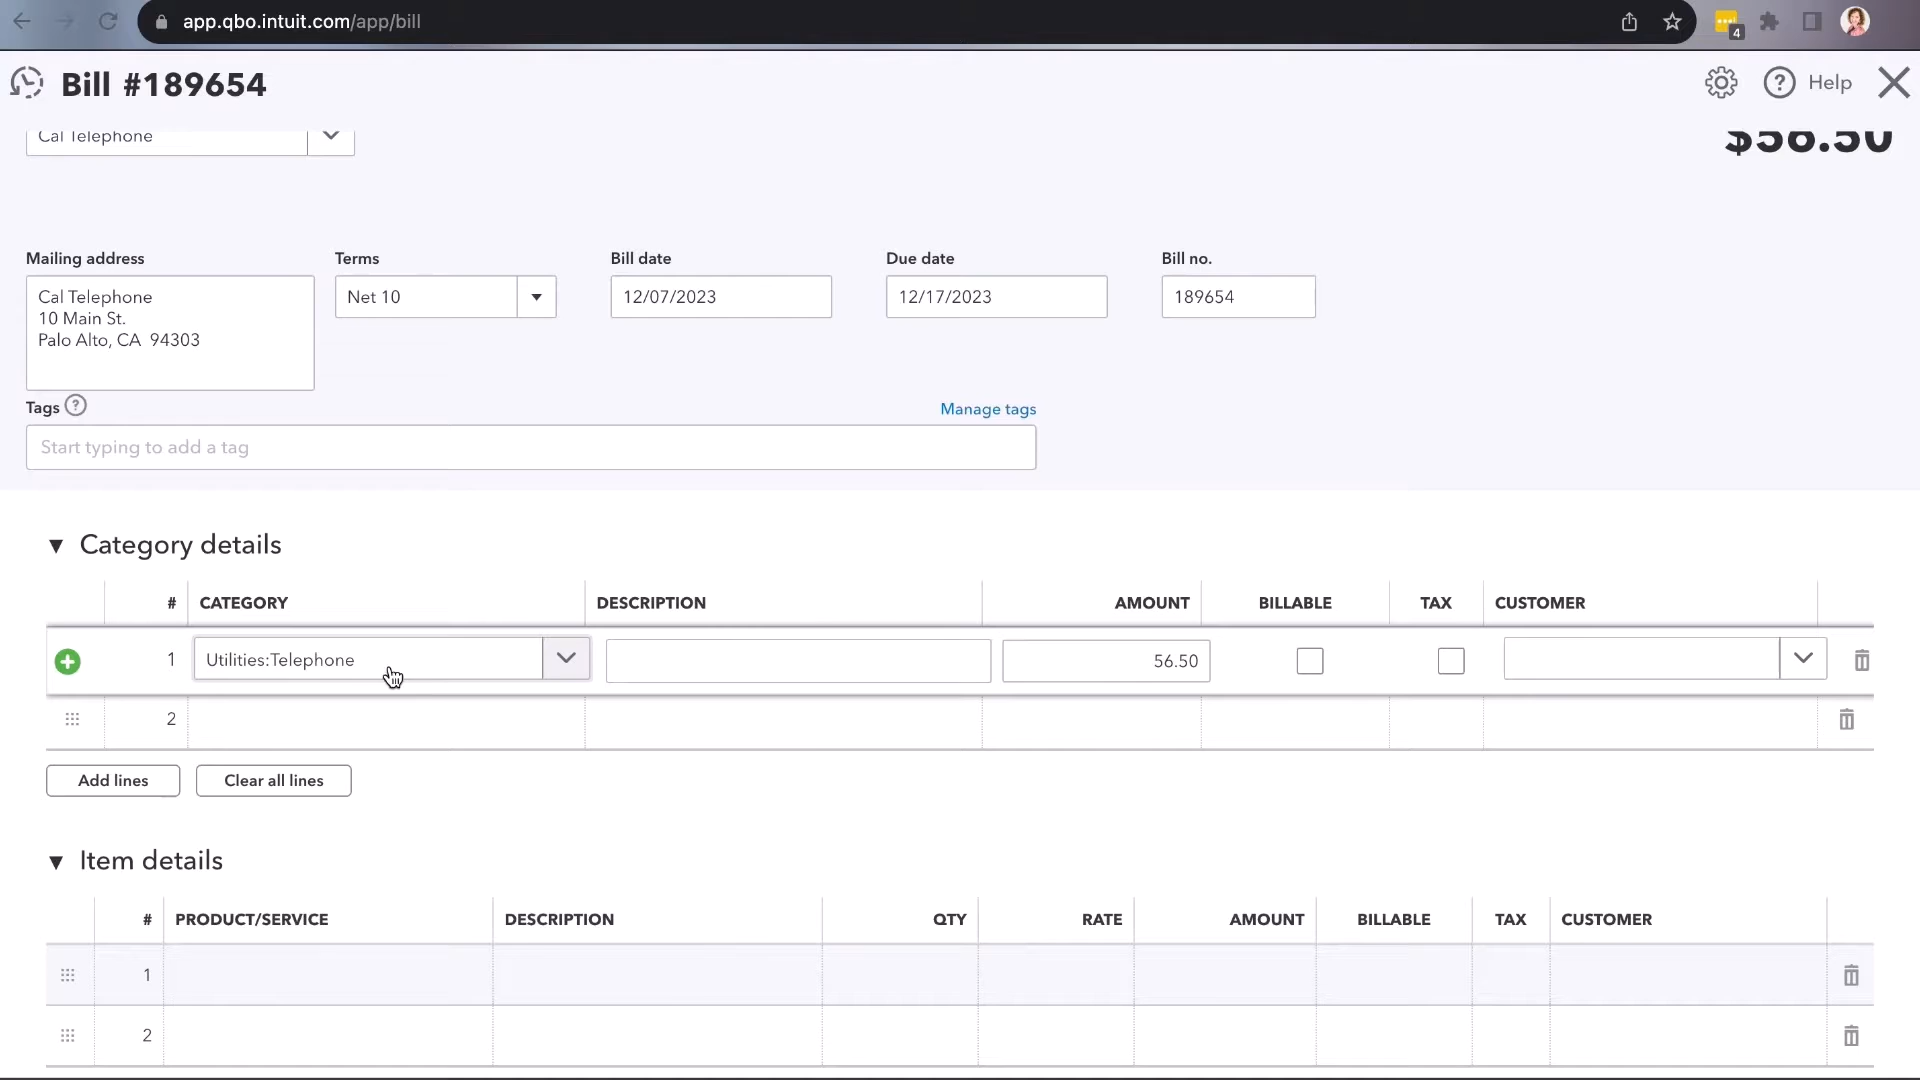 app.qbo.intuit.com/app/bill
4
Bill #189654
Help
Cal Telephone
$56.50
Mailing address
Terms
Bill date
Due date
Bill no.
Cal Telephone
10 Main St.
Palo Alto, CA 94303
Net 10
12/07/2023
12/17/2023
189654
Tags ?
Manage tags
Start typing to add a tag
Category details
# CATEGORY DESCRIPTION AMOUNT BILLABLE TAX CUSTOMER
1 Utilities:Telephone 56.50
2
Add lines
Clear all lines
Item details
# PRODUCT/SERVICE DESCRIPTION QTY RATE AMOUNT BILLABLE TAX CUSTOMER
1
2